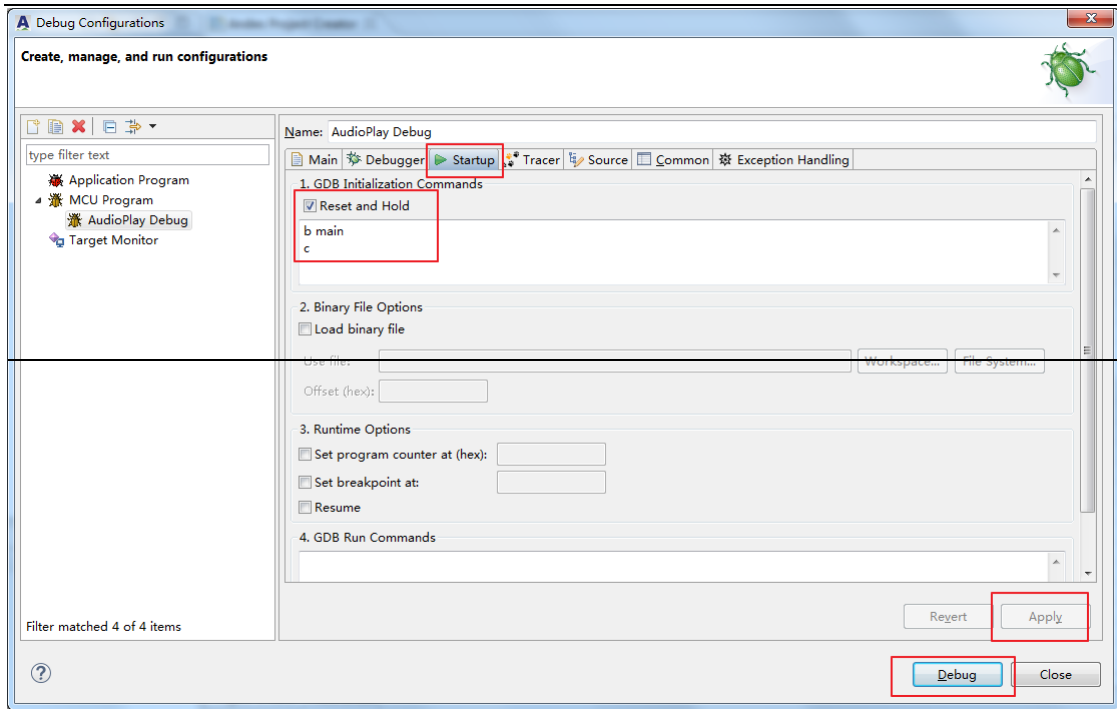 Debug Configurations
Create, manage, and run configurations
type filter text
Application Program
MCU Program
AudioPlay Debug
Target Monitor
Filter matched 4 of 4 items
Name: AudioPlay Debug
Main Debugger Startup Tracer Source Common Exception Handling
1. GDB Initialization Commands
Reset and Hold
b main
c
2. Binary File Options
Load binary file
Use file: Workspace... File System...
Offset (hex):
3. Runtime Options
Set program counter at (hex):
Set breakpoint at:
Resume
4. GDB Run Commands
Revert Apply
Debug Close